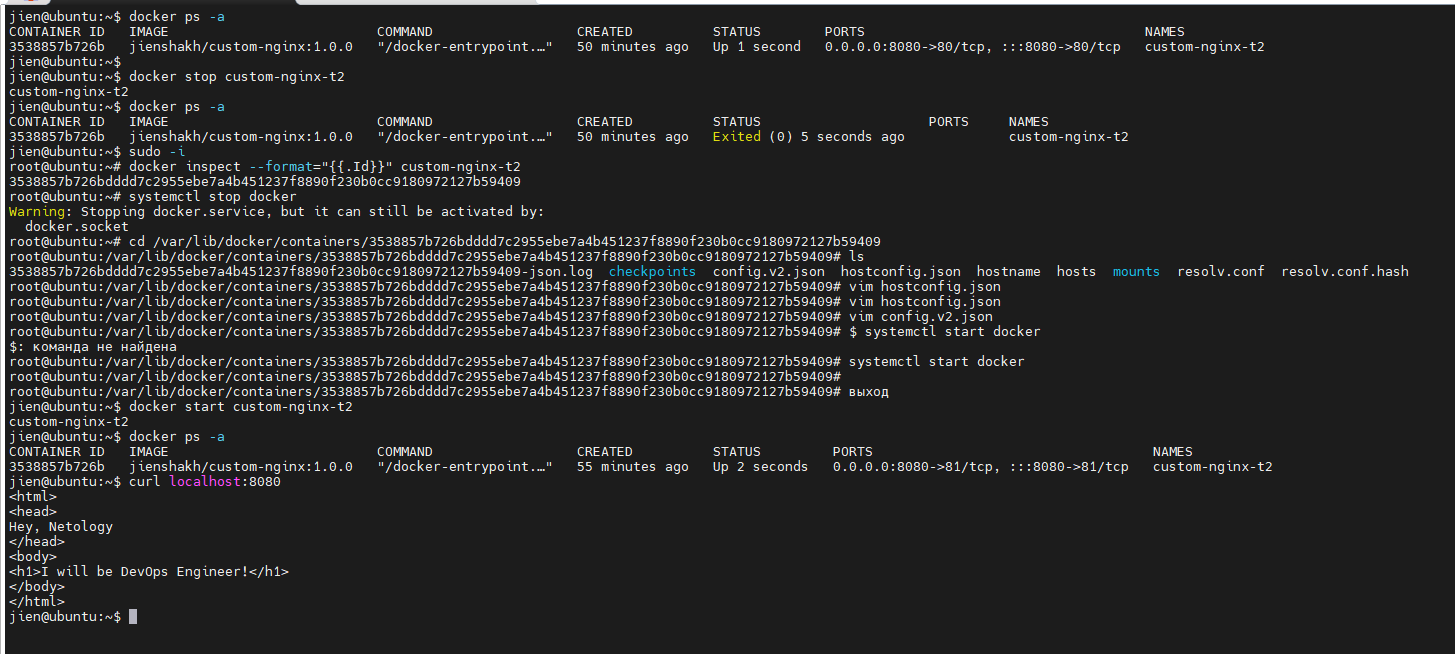 jien@ubuntu:~$ docker ps -a
CONTAINER ID   IMAGE                          COMMAND                  CREATED          STATUS        PORTS                                   NAMES
3538857b726b   jienshakh/custom-nginx:1.0.0   "/docker-entrypoint.…"   50 minutes ago   Up 1 second   0.0.0.0:8080->80/tcp, :::8080->80/tcp   custom-nginx-t2
jien@ubuntu:~$
jien@ubuntu:~$ docker stop custom-nginx-t2
custom-nginx-t2
jien@ubuntu:~$ docker ps -a
CONTAINER ID   IMAGE                          COMMAND                  CREATED          STATUS                     PORTS     NAMES
3538857b726b   jienshakh/custom-nginx:1.0.0   "/docker-entrypoint.…"   50 minutes ago   Exited (0) 5 seconds ago             custom-nginx-t2
jien@ubuntu:~$ sudo -i
root@ubuntu:~# docker inspect --format="{{.Id}}" custom-nginx-t2
3538857b726bdddd7c2955ebe7a4b451237f8890f230b0cc9180972127b59409
root@ubuntu:~# systemctl stop docker
Warning: Stopping docker.service, but it can still be activated by:
  docker.socket
root@ubuntu:~# cd /var/lib/docker/containers/3538857b726bdddd7c2955ebe7a4b451237f8890f230b0cc9180972127b59409
root@ubuntu:/var/lib/docker/containers/3538857b726bdddd7c2955ebe7a4b451237f8890f230b0cc9180972127b59409# ls
3538857b726bdddd7c2955ebe7a4b451237f8890f230b0cc9180972127b59409-json.log  checkpoints  config.v2.json  hostconfig.json  hostname  hosts  mounts  resolv.conf  resolv.conf.hash
root@ubuntu:/var/lib/docker/containers/3538857b726bdddd7c2955ebe7a4b451237f8890f230b0cc9180972127b59409# vim hostconfig.json
root@ubuntu:/var/lib/docker/containers/3538857b726bdddd7c2955ebe7a4b451237f8890f230b0cc9180972127b59409# vim hostconfig.json
root@ubuntu:/var/lib/docker/containers/3538857b726bdddd7c2955ebe7a4b451237f8890f230b0cc9180972127b59409# vim config.v2.json
root@ubuntu:/var/lib/docker/containers/3538857b726bdddd7c2955ebe7a4b451237f8890f230b0cc9180972127b59409# $ systemctl start docker
$: команда не найдена
root@ubuntu:/var/lib/docker/containers/3538857b726bdddd7c2955ebe7a4b451237f8890f230b0cc9180972127b59409# systemctl start docker
root@ubuntu:/var/lib/docker/containers/3538857b726bdddd7c2955ebe7a4b451237f8890f230b0cc9180972127b59409#
root@ubuntu:/var/lib/docker/containers/3538857b726bdddd7c2955ebe7a4b451237f8890f230b0cc9180972127b59409# выход
jien@ubuntu:~$ docker start custom-nginx-t2
custom-nginx-t2
jien@ubuntu:~$ docker ps -a
CONTAINER ID   IMAGE                          COMMAND                  CREATED          STATUS         PORTS                                   NAMES
3538857b726b   jienshakh/custom-nginx:1.0.0   "/docker-entrypoint.…"   55 minutes ago   Up 2 seconds   0.0.0.0:8080->81/tcp, :::8080->81/tcp   custom-nginx-t2
jien@ubuntu:~$ curl localhost:8080
<html>
<head>
Hey, Netology
</head>
<body>
<h1>I will be DevOps Engineer!</h1>
</body>
</html>
jien@ubuntu:~$